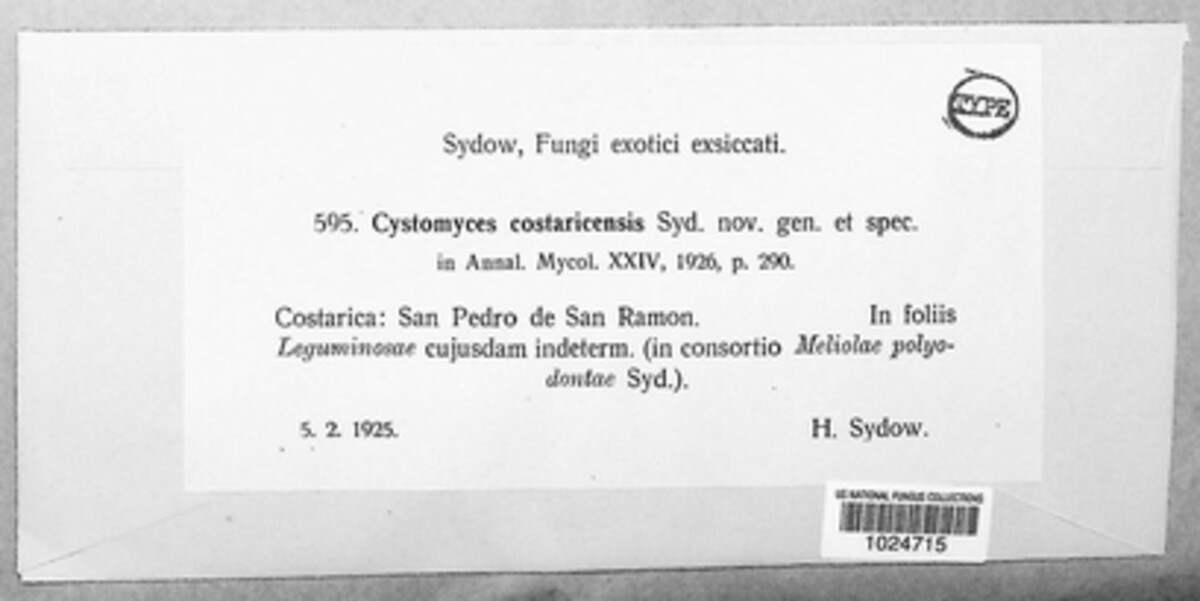 TYPE
Sydow, Fungi exotici exsiccati.
595. Cystomyces costaricensis Syd. nov. gen. et spec.
in Annal. Mycol. XXIV, 1926, p. 290.
Costarica: San Pedro de San Ramon. In foliis
Leguminosae cujusdam indeterm. (in consortio Meliolae polyo-
dontae Syd.).
5. 2. 1925. H. Sydow.
US NATIONAL FUNGUS COLLECTIONS
1024715